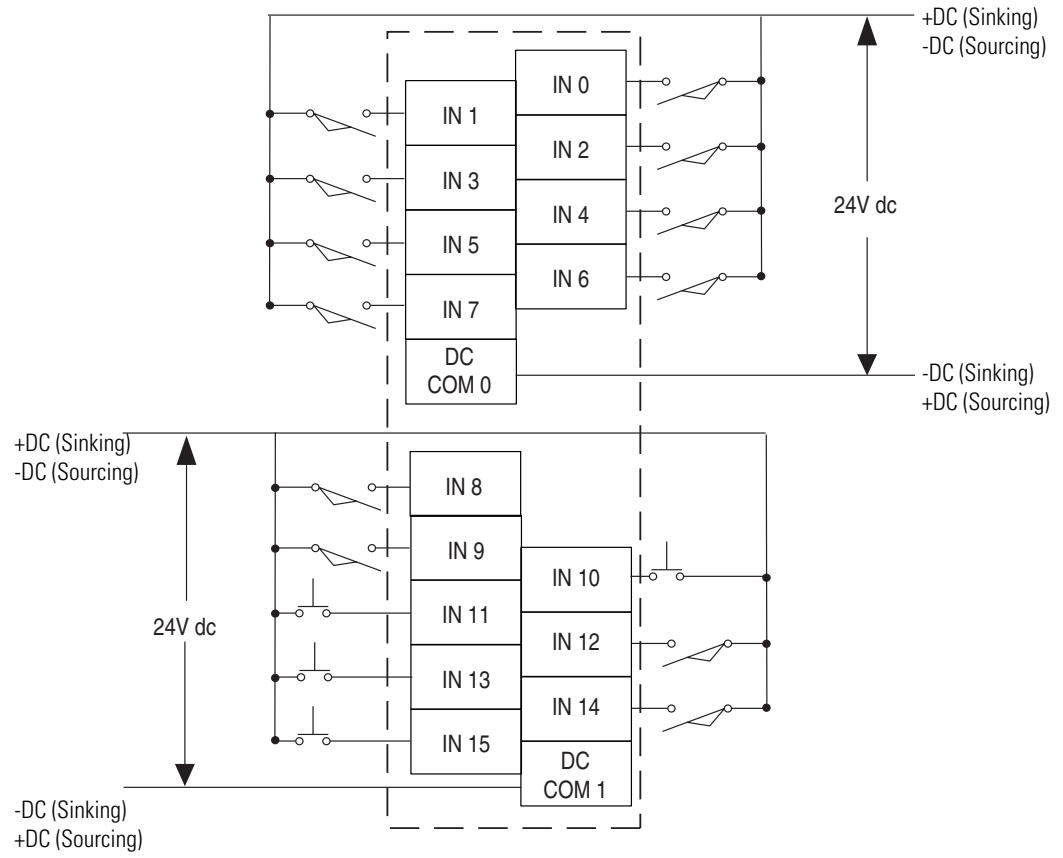 +DC (Sinking)
-DC (Sourcing)
IN 0
IN 1
IN 2
IN 3
IN 4
24V dc
IN 5
IN 6
IN 7
DC
COM 0
-DC (Sinking)
+DC (Sourcing)
+DC (Sinking)
-DC (Sourcing)
IN 8
IN 9
IN 10
IN 11
24V dc
IN 12
IN 13
IN 14
IN 15
DC
COM 1
-DC (Sinking)
+DC (Sourcing)